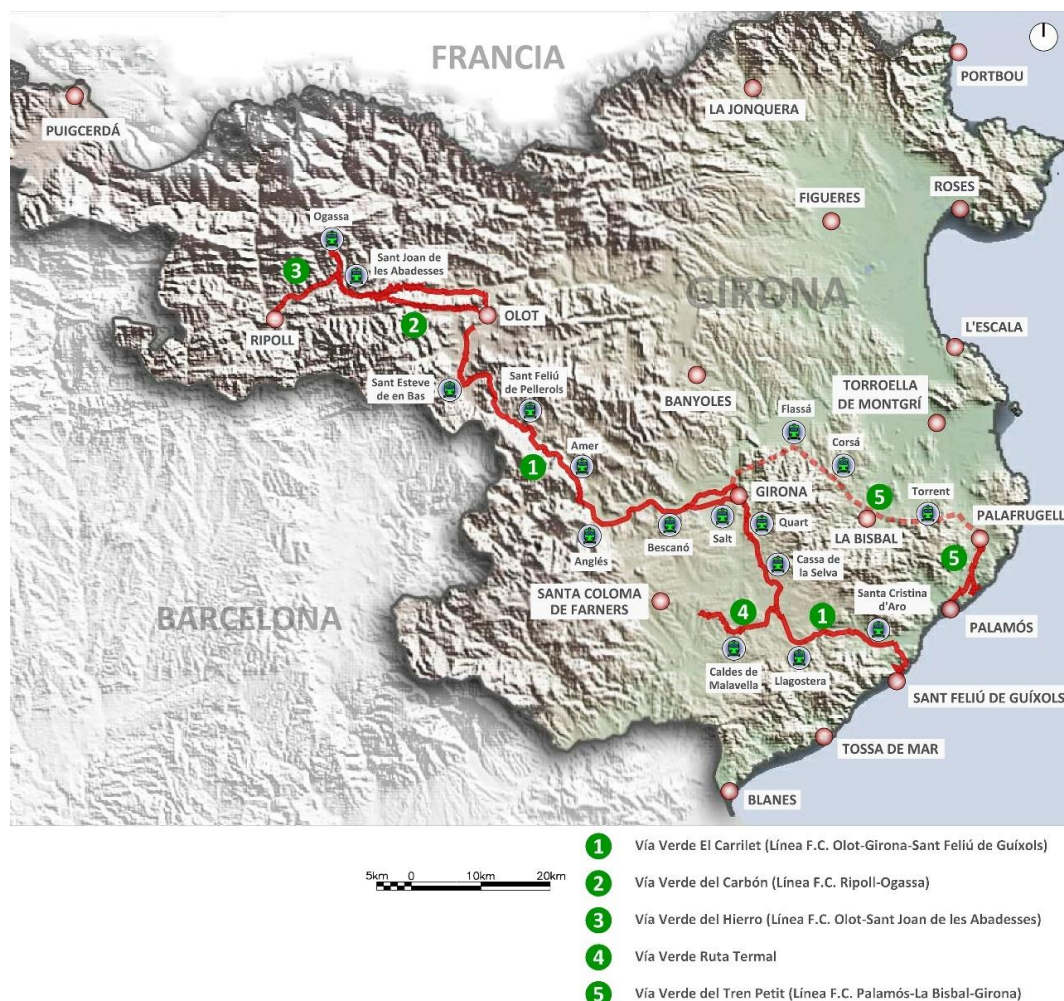 FRANCIA
PORTBOU
LA JONQUERA
PUIGCERDÁ
FIGUERES
ROSES
Ogassa
Sant Joan de
les Abadesses
3
GIRONA
OLOT
2
RIPOLL
L'ESCALA
Sant Esteve
de en Bas
Sant Feliú
de Pellerols
BANYOLES
TORROELLA
DE MONTGRÍ
Flassá
Corsá
Amer
1
GIRONA
5
Torrent
PALAFRUGELL
LA BISBAL
Anglés
Bescanó
Salt
Quart
5
Cassa de
la Selva
SANTA COLOMA
DE FARNERS
BARCELONA
4
1
Santa Cristina
d'Aro
PALAMÓS
Caldes de
Malavella
Llagostera
SANT FELIÚ DE GUÍXOLS
TOSSA DE MAR
BLANES
5km 0 10km 20km
1 Vía Verde El Carrilet (Línea F.C. Olot-Girona-Sant Feliú de Guíxols)
2 Vía Verde del Carbón (Línea F.C. Ripoll-Ogassa)
3 Vía Verde del Hierro (Línea F.C. Olot-Sant Joan de les Abadesses)
4 Vía Verde Ruta Termal
5 Vía Verde del Tren Petit (Línea F.C. Palamós-La Bisbal-Girona)